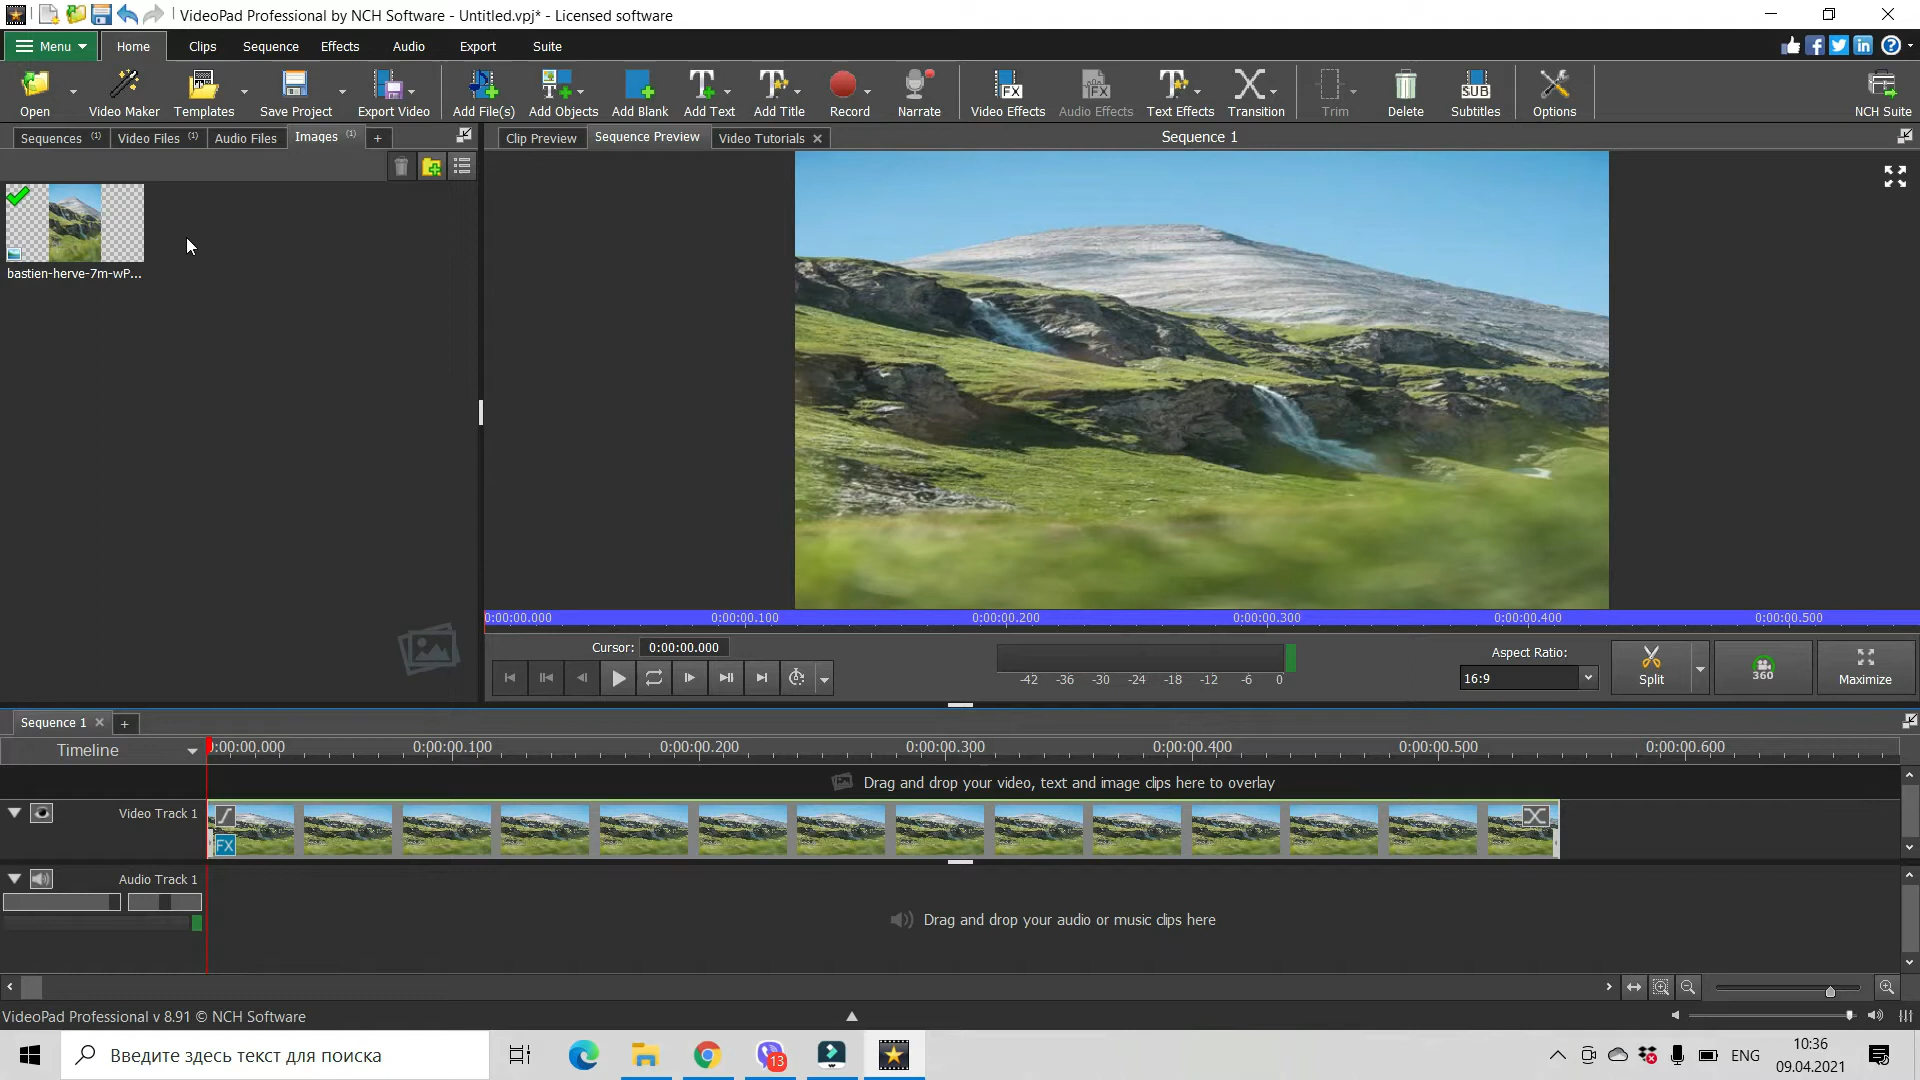 VideoPad Professional by NCH Software - Untitled.vpj* - Licensed software
Menu Home Clips Sequence Effects Audio Export Suite
Open Video Maker Templates Save Project Export Video Add File(s) Add Objects Add Blank Add Text Add Title Record Narrate Video Effects Audio Effects Text Effects Transition Trim Delete Subtitles Options NCH Suite
Sequences (1) Video Files (1) Audio Files Images (1) +
Clip Preview Sequence Preview Video Tutorials Sequence 1
bastien-herve-7m-wP...
0:00:00.000 0:00:00.100 0:00:00.200 0:00:00.300 0:00:00.400 0:00:00.500
Cursor: 0:00:00.000
-42 -36 -30 -24 -18 -12 -6 0
Aspect Ratio:
16:9
Split 360 Maximize
Sequence 1
Timeline 0:00:00.000 0:00:00.100 0:00:00.200 0:00:00.300 0:00:00.400 0:00:00.500 0:00:00.600
Drag and drop your video, text and image clips here to overlay
Video Track 1
FX
Audio Track 1
Drag and drop your audio or music clips here
VideoPad Professional v 8.91 © NCH Software
Введите здесь текст для поиска
13
ENG
10:36
09.04.2021